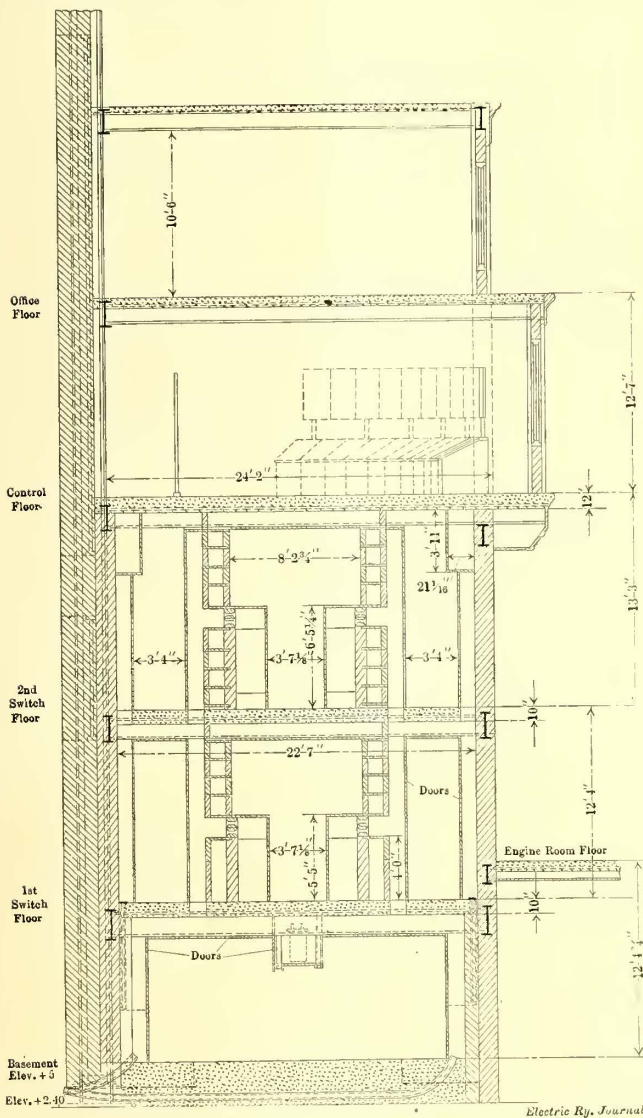 10′-6″
Office
Floor
12′-7″
24′-2″
Control
Floor
12
3′-11″
8′-2¾″
21⁄16″
13′-3″
6′-5¼″
3′-4″
3′-7⅛″
3′-4″
2nd
Switch
Floor
10″
22′-7″
Doors
12′-4″
3′-7⅛″
Engine Room Floor
5′-5″
4′-0″
1st
Switch
Floor
10″
Doors
Basement
Elev. + 5
Elev. +2.40
Electric Ry. Journal